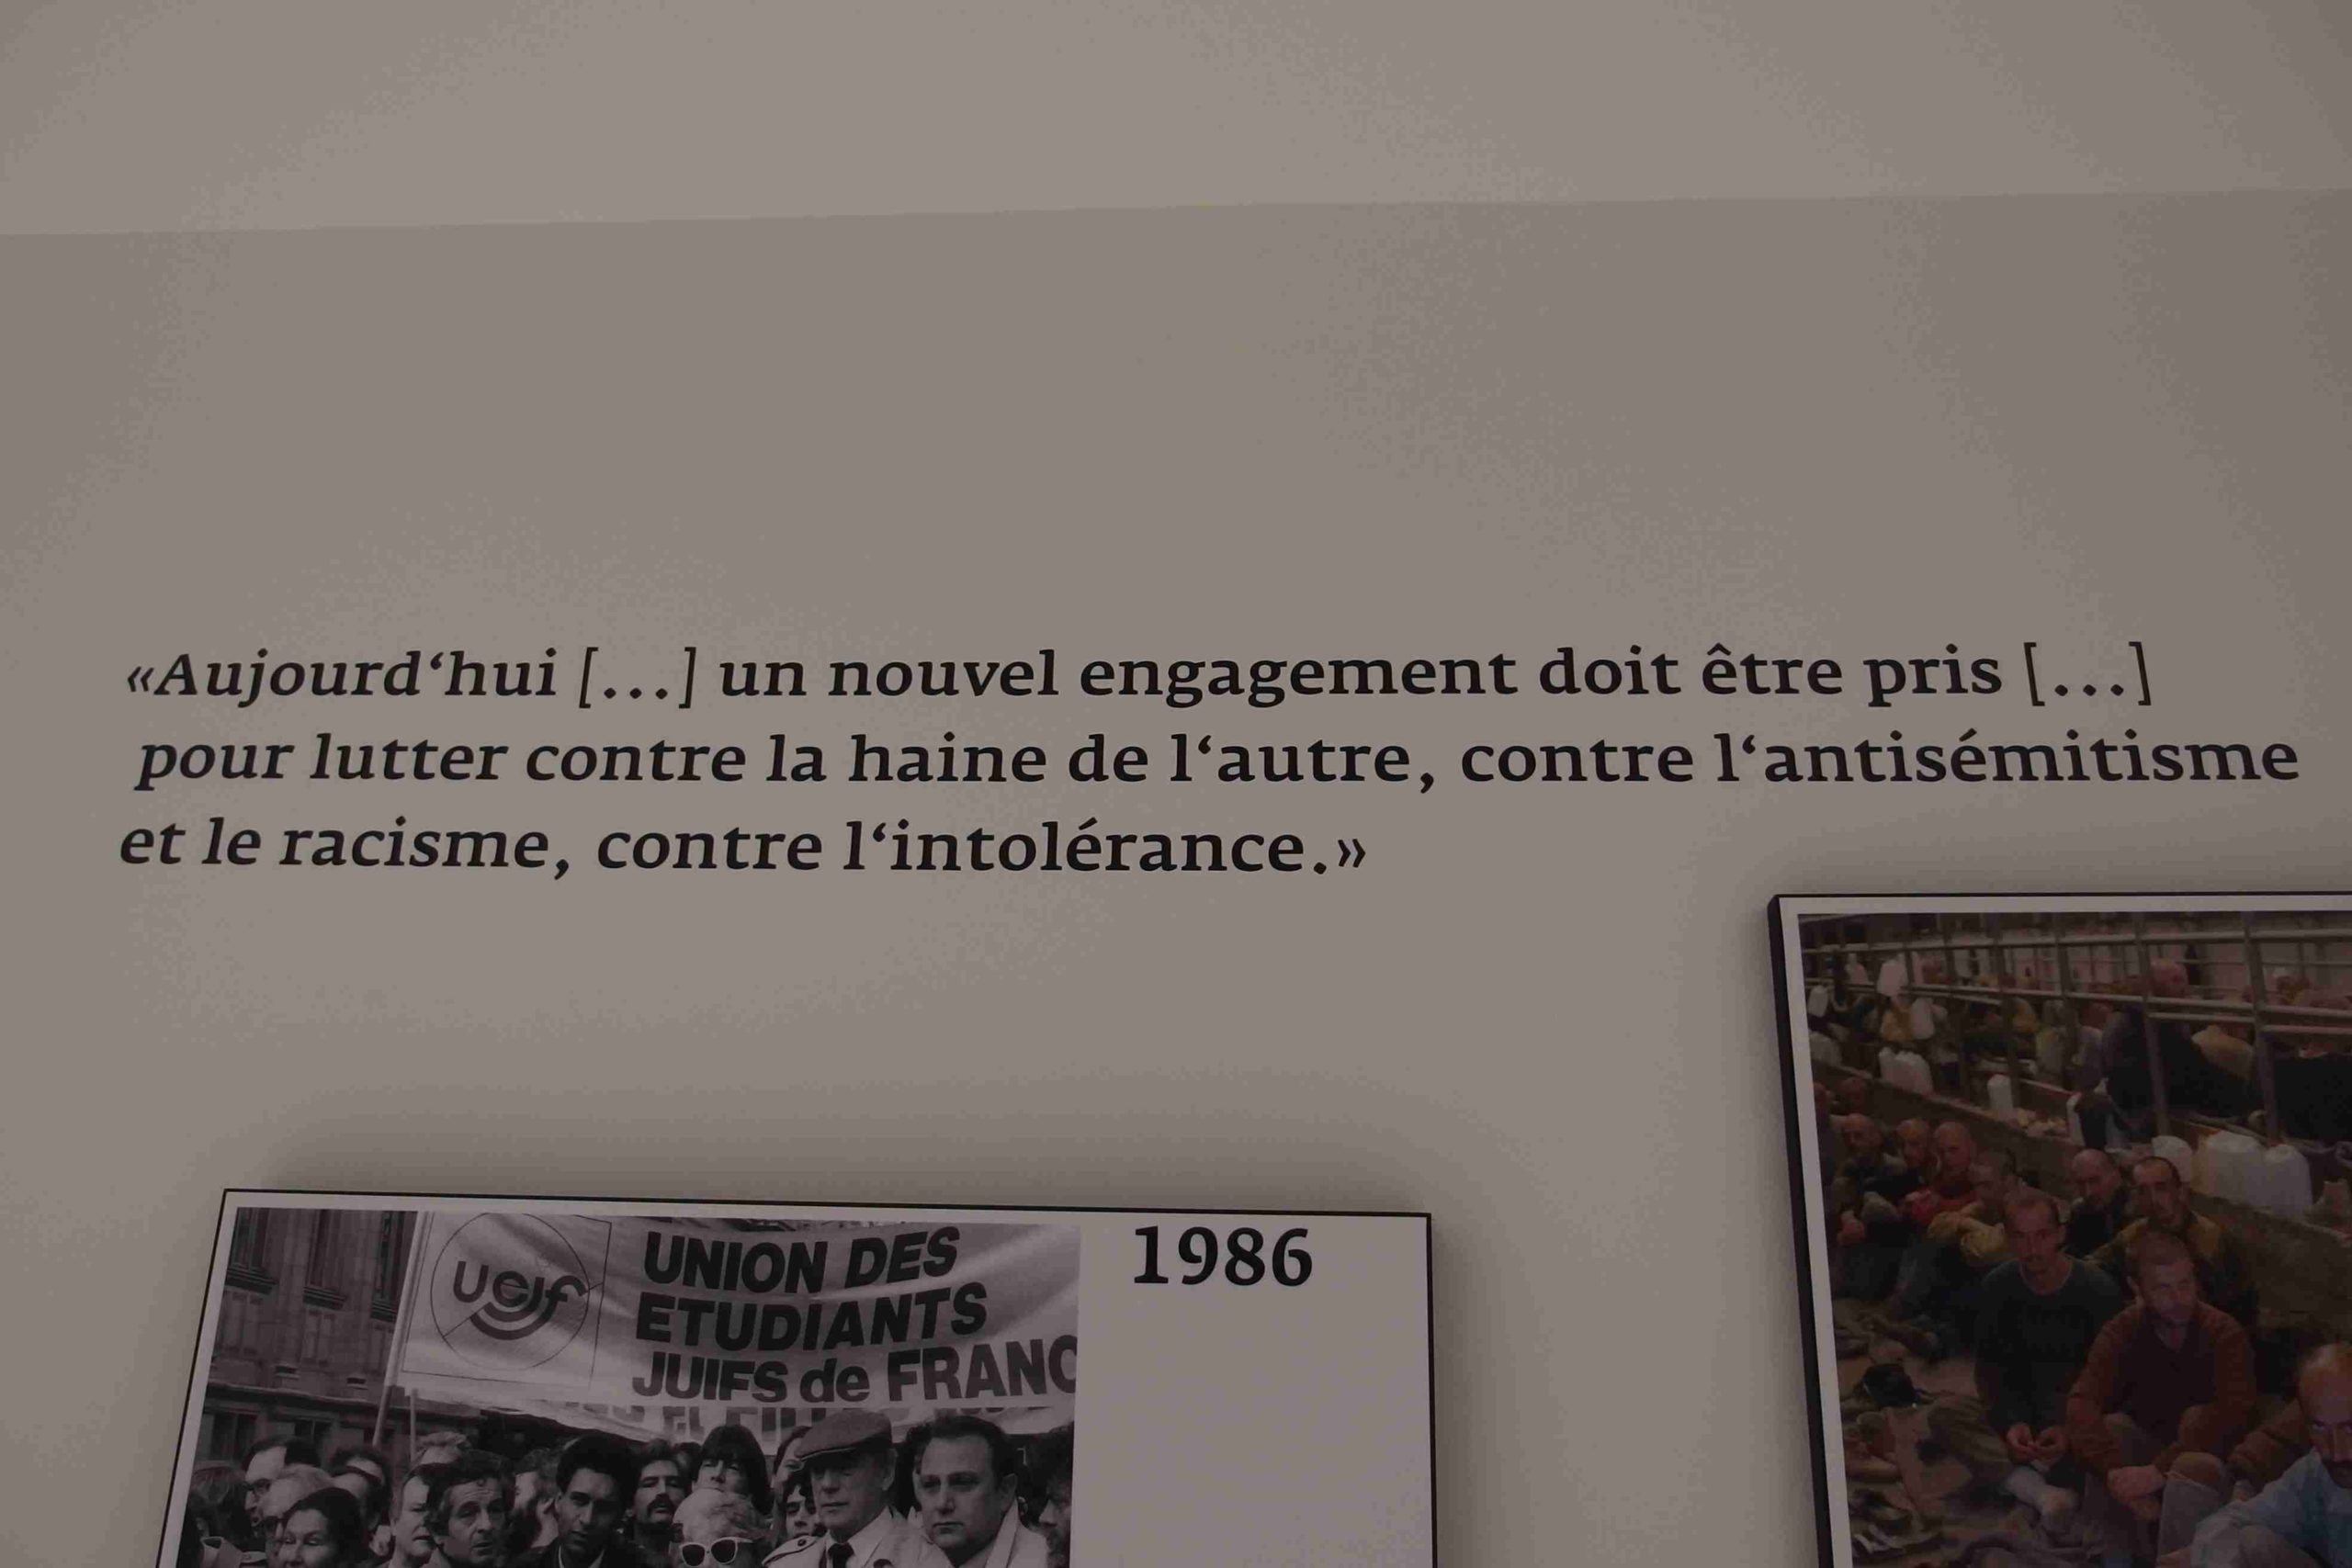 «Aujourd‘hui [...] un nouvel engagement doit être pris [...]
pour lutter contre la haine de l‘autre, contre l‘antisémitisme
et le racisme, contre l‘intolérance.»
1986
uejf
UNION DES
ETUDIANTS
JUIFS de FRANC